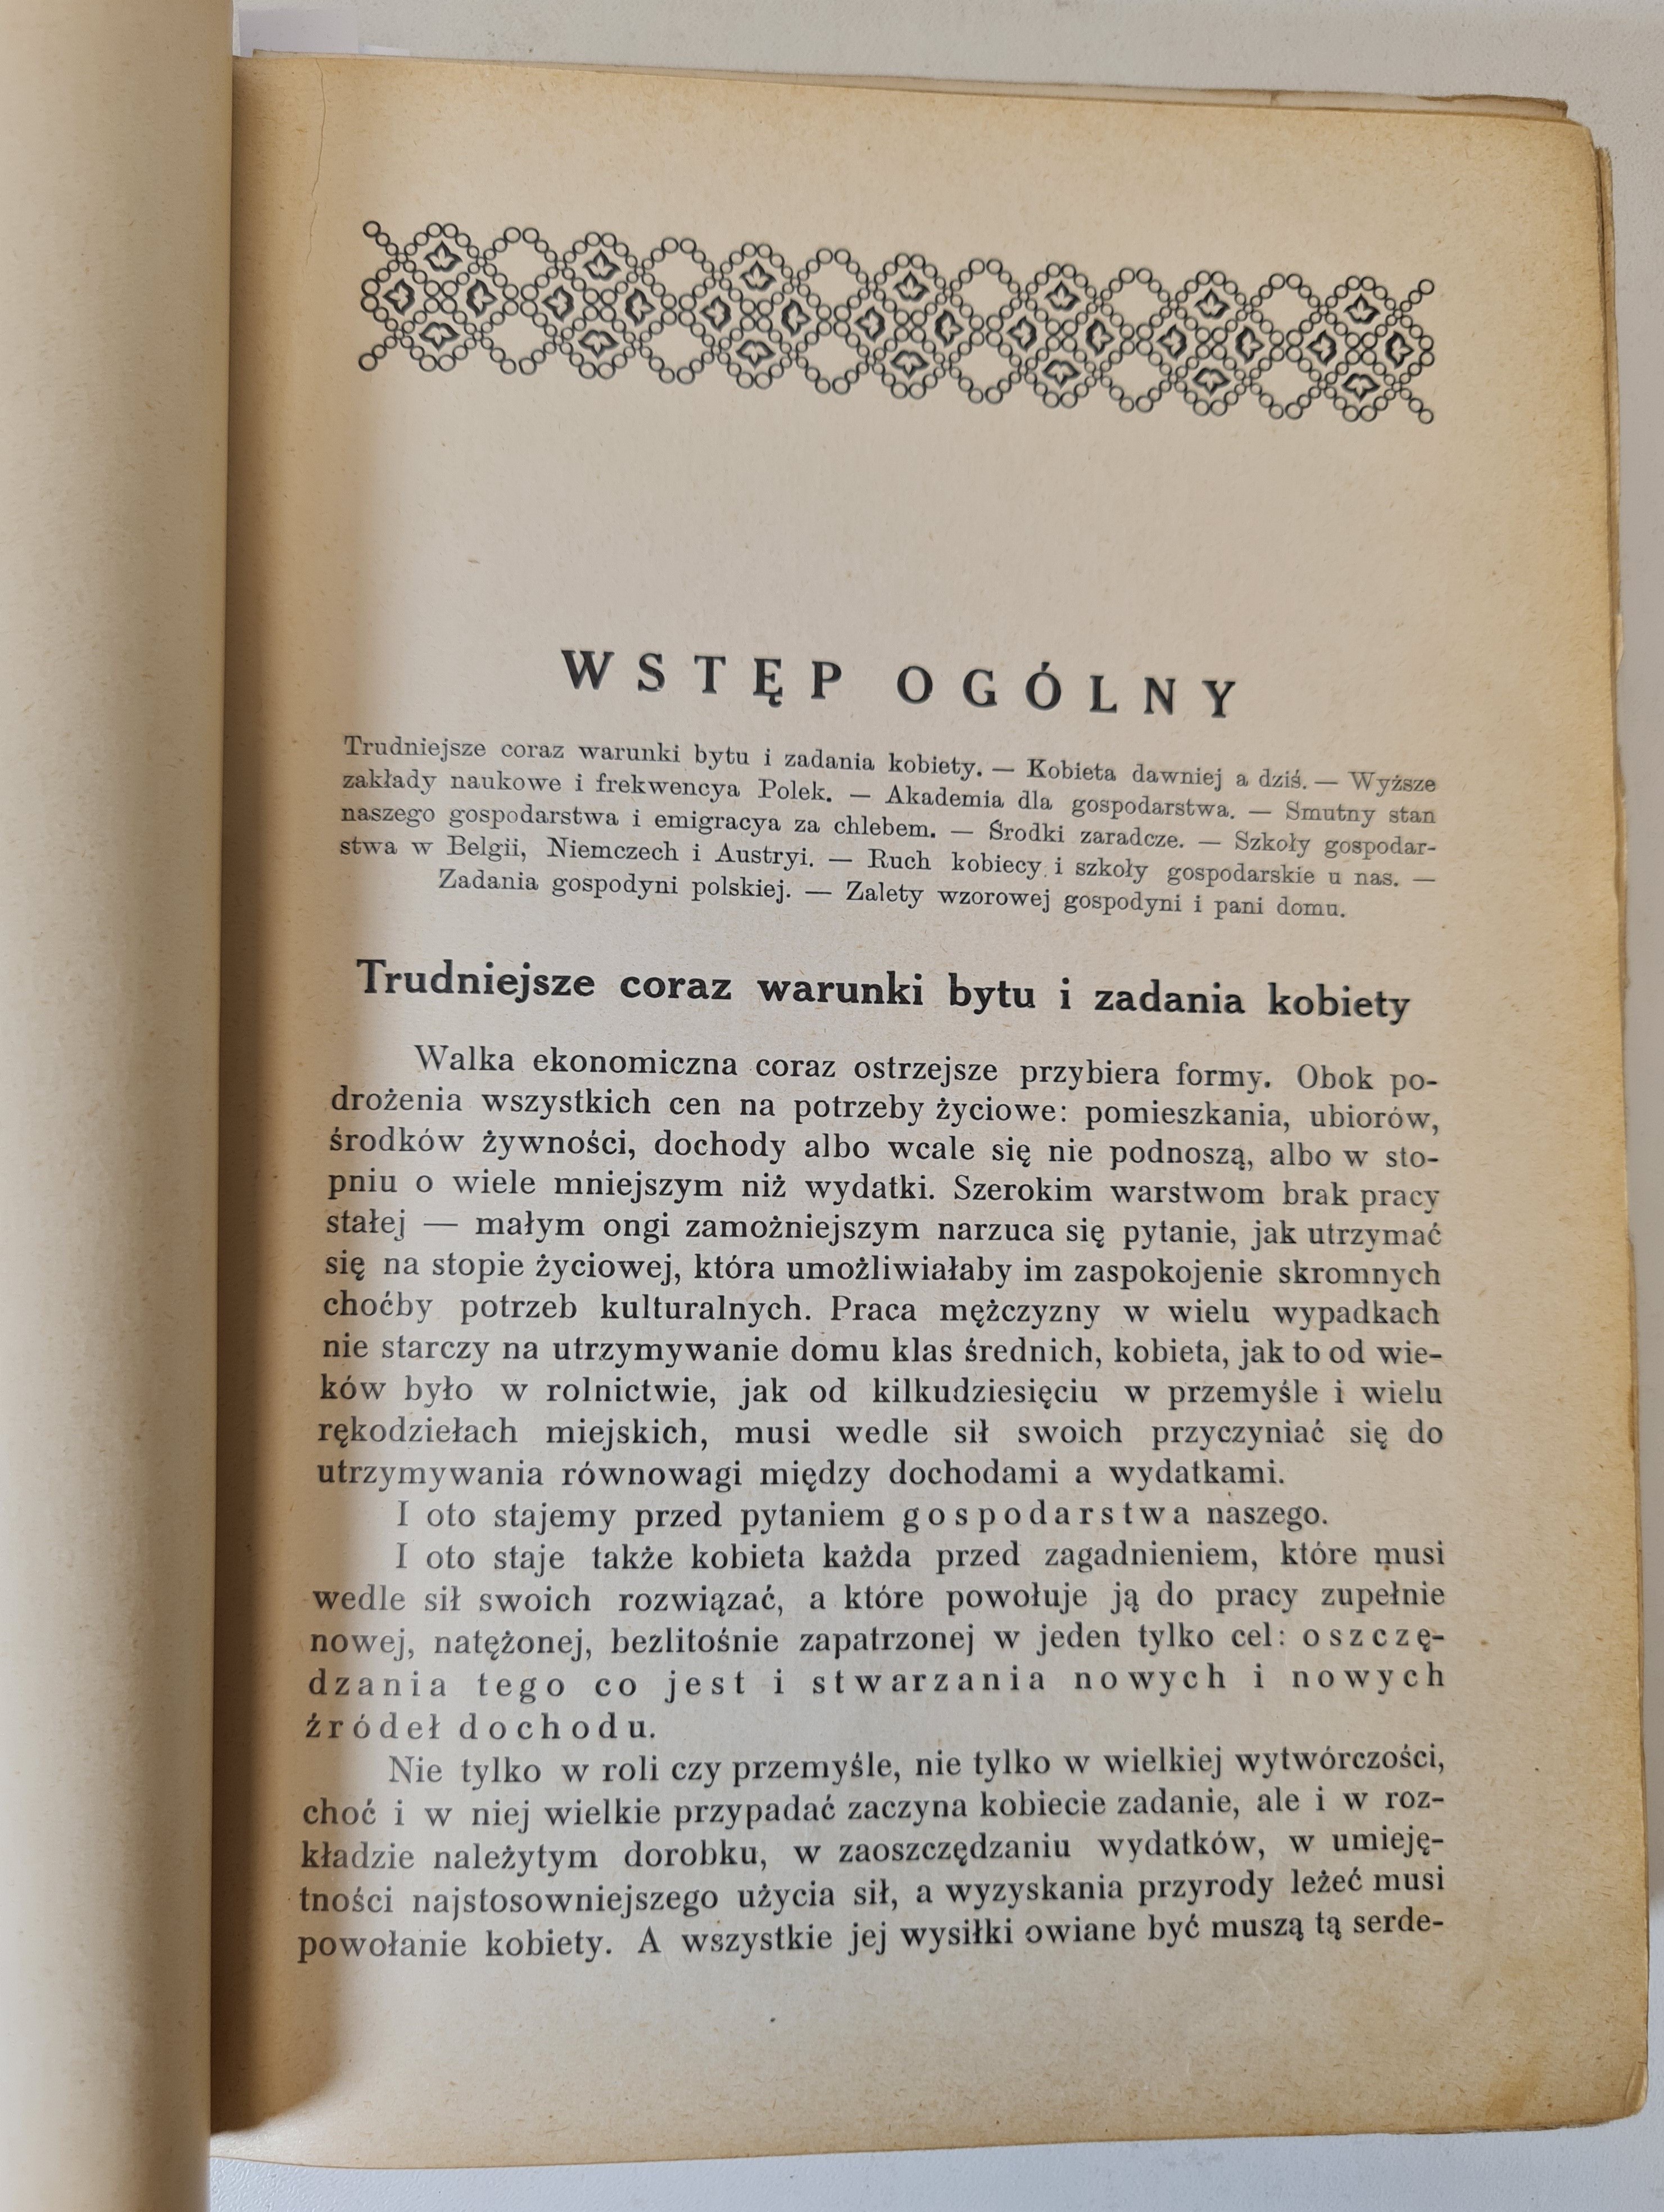 WSTĘP OGÓLNY
Trudniejsze coraz warunki bytu i zadania kobiety. — Kobieta dawniej a dziś. — Wyższe
zakłady naukowe i frekwencya Polek. — Akademia dla gospodarstwa. — Smutny stan
naszego gospodarstwa i emigracya za chlebem. — Środki zaradcze. — Szkoły gospodar-
stwa w Belgii, Niemczech i Austryi. — Ruch kobiecy i szkoły gospodarskie u nas. —
Zadania gospodyni polskiej. — Zalety wzorowej gospodyni i pani domu.
Trudniejsze coraz warunki bytu i zadania kobiety
Walka ekonomiczna coraz ostrzejsze przybiera formy. Obok po-
drożenia wszystkich cen na potrzeby życiowe: pomieszkania, ubiorów,
środków żywności, dochody albo wcale się nie podnoszą, albo w sto-
pniu o wiele mniejszym niż wydatki. Szerokim warstwom brak pracy
stałej — małym ongi zamożniejszym narzuca się pytanie, jak utrzymać
się na stopie życiowej, która umożliwiałaby im zaspokojenie skromnych
choćby potrzeb kulturalnych. Praca mężczyzny w wielu wypadkach
nie starczy na utrzymywanie domu klas średnich, kobieta, jak to od wie-
ków było w rolnictwie, jak od kilkudziesięciu w przemyśle i wielu
rękodziełach miejskich, musi wedle sił swoich przyczyniać się do
utrzymywania równowagi między dochodami a wydatkami.
I oto stajemy przed pytaniem gospodarstwa naszego.
I oto staje także kobieta każda przed zagadnieniem, które musi
wedle sił swoich rozwiązać, a które powołuje ją do pracy zupełnie
nowej, natężonej, bezlitośnie zapatrzonej w jeden tylko cel: oszczę-
dzania tego co jest i stwarzania nowych i nowych
źródeł dochodu.
Nie tylko w roli czy przemyśle, nie tylko w wielkiej wytwórczości,
choć i w niej wielkie przypadać zaczyna kobiecie zadanie, ale i w roz-
kładzie należytym dorobku, w zaoszczędzaniu wydatków, w umieję-
tności najstosowniejszego użycia sił, a wyzyskania przyrody leżeć musi
powołanie kobiety. A wszystkie jej wysiłki owiane być muszą tą serde-